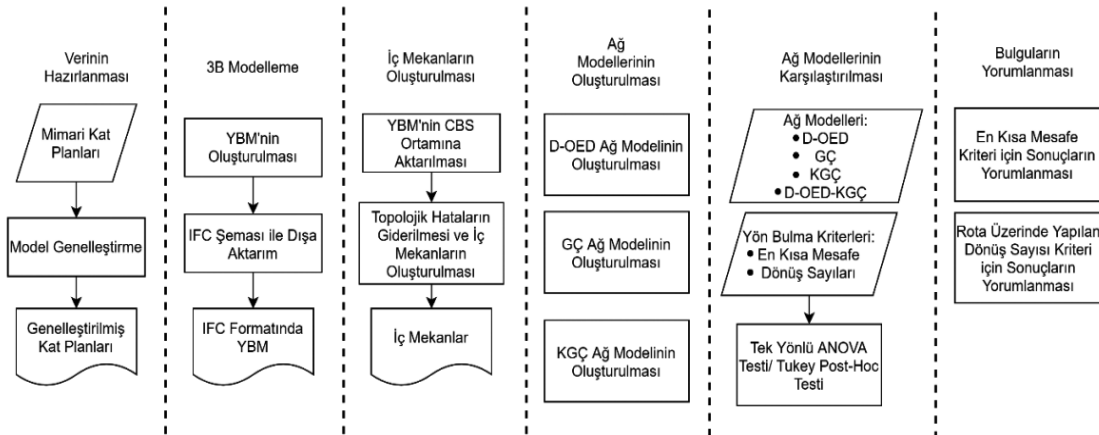 Verinin
Hazırlanması
Mimari Kat
Planları
Model Genelleştirme
Genelleştirilmiş
Kat Planları
3B Modelleme
YBM'nin
Oluşturulması
IFC Şeması ile Dışa
Aktarım
IFC Formatında
YBM
İç Mekanların
Oluşturulması
YBM'nin CBS
Ortamına
Aktarılması
Topolojik Hataların
Giderilmesi ve İç
Mekanların
Oluşturulması
İç Mekanlar
Ağ
Modellerinin
Oluşturulması
D-OED Ağ Modelinin
Oluşturulması
GÇ Ağ Modelinin
Oluşturulması
KGÇ Ağ Modelinin
Oluşturulması
Ağ Modellerinin
Karşılaştırılması
Ağ Modelleri:
● D-OED
● GÇ
● KGÇ
● D-OED-KGÇ
Yön Bulma Kriterleri:
● En Kısa Mesafe
● Dönüş Sayıları
Tek Yönlü ANOVA
Testi/ Tukey Post-Hoc
Testi
Bulguların
Yorumlanması
En Kısa Mesafe
Kriteri için Sonuçların
Yorumlanması
Rota Üzerinde Yapılan
Dönüş Sayısı Kriteri
için Sonuçların
Yorumlanması